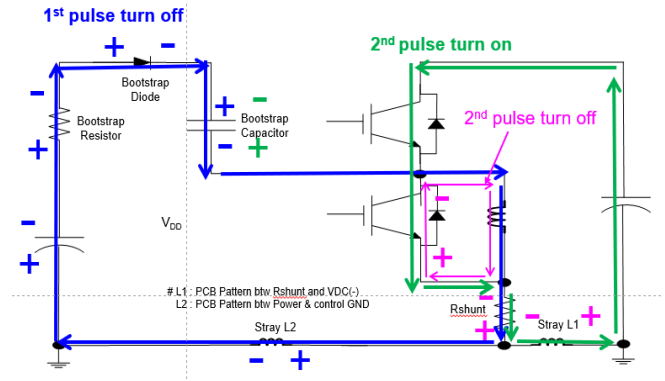 1st pulse turn off
+ -
Bootstrap
Diode
2nd pulse turn on
-
Bootstrap
Resistor
+
+ -
- +
Bootstrap
Capacitor
2nd pulse turn off
-
+
VDD
-
+
# L1 : PCB Pattern btw Rshunt and VDC(-)
L2 : PCB Pattern btw Power & control GND
Rshunt
-
+
- +
Stray L1
Stray L2
- +